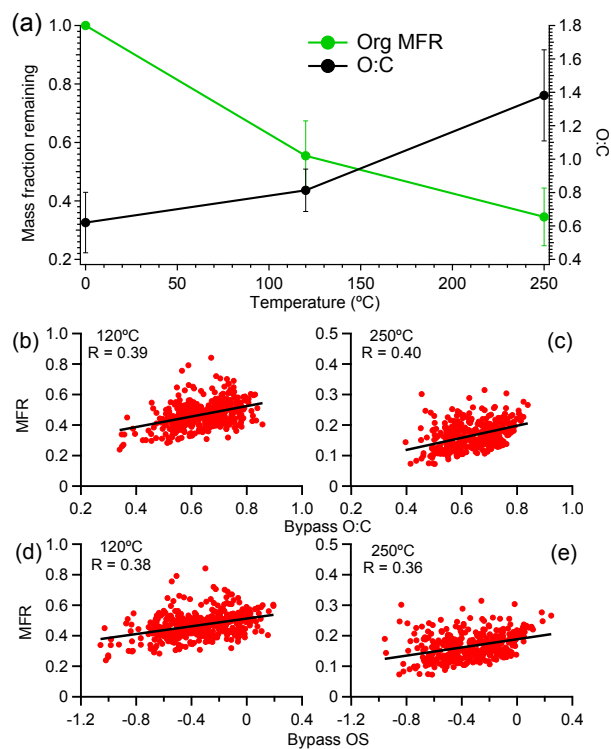 (a)
Org MFR
O:C
1.0
0.8
0.6
0.4
0.2
Mass fraction remaining
1.8
1.6
1.4
1.2
1.0
0.8
0.6
0.4
O:C
0 50 100 150 200 250
Temperature (ºC)
(b)
120ºC
R = 0.39
1.0
0.8
0.6
0.4
0.2
0
MFR
0.2 0.4 0.6 0.8 1.0
(c)
250ºC
R = 0.40
0.5
0.4
0.3
0.2
0.1
0
0.2 0.4 0.6 0.8 1.0
Bypass O:C
(d)
120ºC
R = 0.38
1.0
0.8
0.6
0.4
0.2
0
MFR
-1.2 -0.8 -0.4 0 0.4
(e)
250ºC
R = 0.36
0.5
0.4
0.3
0.2
0.1
0
-1.2 -0.8 -0.4 0 0.4
Bypass OS